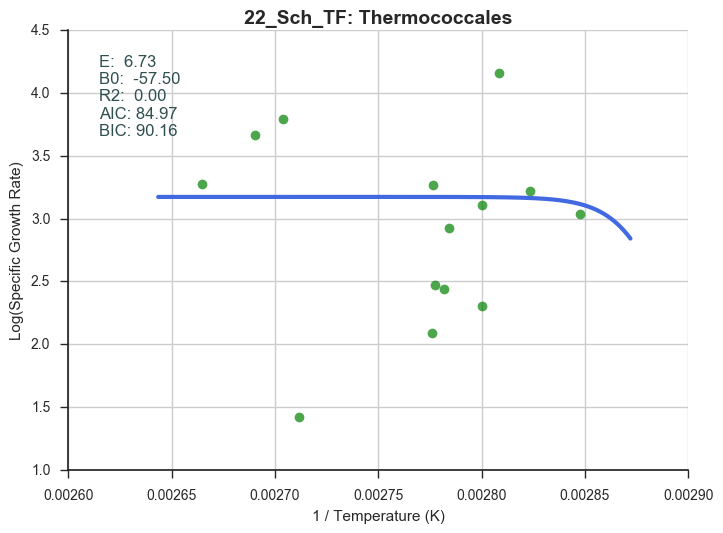 22_Sch_TF: Thermococcales
E:  6.73
B0:  -57.50
R2:  0.00
AIC: 84.97
BIC: 90.16
4.5
4.0
3.5
3.0
2.5
2.0
1.5
1.0
Log(Specific Growth Rate)
0.00260 0.00265 0.00270 0.00275 0.00280 0.00285 0.00290
1 / Temperature (K)